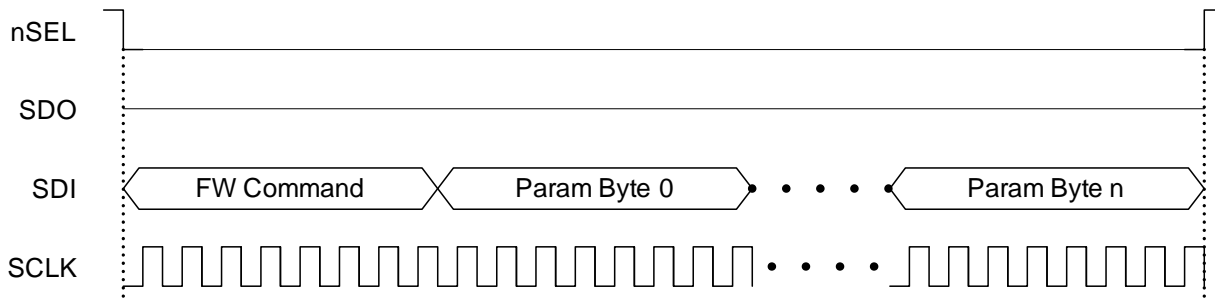 nSEL
SDO
SDI FW Command Param Byte 0 Param Byte n
SCLK